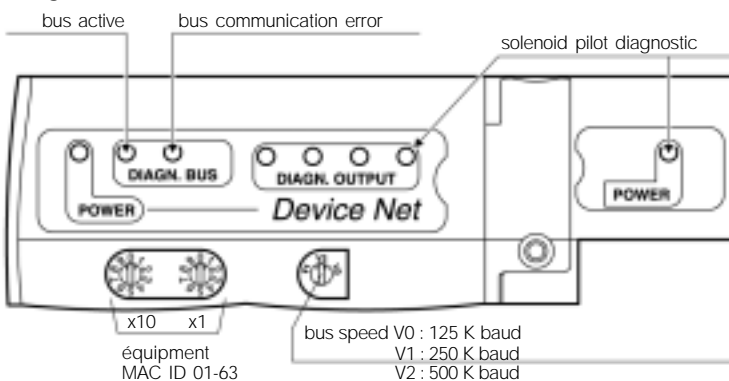 bus active
bus communication error
solenoid pilot diagnostic
DIAGN. BUS
DIAGN. OUTPUT
POWER
Device Net
POWER
x10
x1
équipment
MAC ID 01-63
bus speed V0 : 125 K baud
V1 : 250 K baud
V2 : 500 K baud